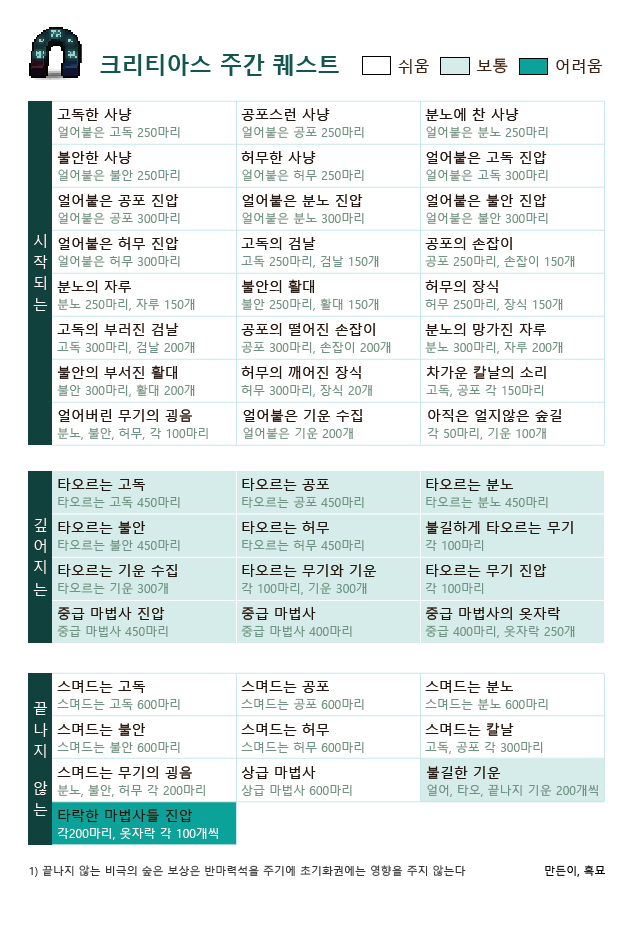 크리티아스 주간 퀘스트
쉬움 보통 어려움
시작되는
고독한 사냥 공포스런 사냥 분노에 찬 사냥
얼어붙은 고독 250마리 얼어붙은 공포 250마리 얼어붙은 분노 250마리
불안한 사냥 허무한 사냥 얼어붙은 고독 진압
얼어붙은 불안 250마리 얼어붙은 허무 250마리 얼어붙은 고독 300마리
얼어붙은 공포 진압 얼어붙은 분노 진압 얼어붙은 불안 진압
얼어붙은 공포 300마리 얼어붙은 분노 300마리 얼어붙은 불안 300마리
얼어붙은 허무 진압 고독의 검날 공포의 손잡이
얼어붙은 허무 300마리 고독 250마리, 검날 150개 공포 250마리, 손잡이 150개
분노의 자루 불안의 활대 허무의 장식
분노 250마리, 자루 150개 불안 250마리, 활대 150개 허무 250마리, 장식 150개
고독의 부러진 검날 공포의 떨어진 손잡이 분노의 망가진 자루
고독 300마리, 검날 200개 공포 300마리, 손잡이 200개 분노 300마리, 자루 200개
불안의 부서진 활대 허무의 깨어진 장식 차가운 칼날의 소리
불안 300마리, 활대 200개 허무 300마리, 장식 20개 고독, 공포 각 150마리
얼어버린 무기의 굉음 얼어붙은 기운 수집 아직은 얼지않은 숲길
분노, 불안, 허무, 각 100마리 얼어붙은 기운 200개 각 50마리, 기운 100개
깊어지는
타오르는 고독 타오르는 공포 타오르는 분노
타오르는 고독 450마리 타오르는 공포 450마리 타오르는 분노 450마리
타오르는 불안 타오르는 허무 불길하게 타오르는 무기
타오르는 불안 450마리 타오르는 허무 450마리 각 100마리
타오르는 기운 수집 타오르는 무기와 기운 타오르는 무기 진압
타오르는 기운 300개 각 100마리, 기운 300개 각 100마리
중급 마법사 진압 중급 마법사 중급 마법사의 옷자락
중급 마법사 450마리 중급 마법사 400마리 중급 400마리, 옷자락 250개
끝나지 않는
스며드는 고독 스며드는 공포 스며드는 분노
스며드는 고독 600마리 스며드는 공포 600마리 스며드는 분노 600마리
스며드는 불안 스며드는 허무 스며드는 칼날
스며드는 불안 600마리 스며드는 허무 600마리 고독, 공포 각 300마리
스며드는 무기의 굉음 상급 마법사 불길한 기운
분노, 불안, 허무 각 200마리 상급 마법사 600마리 얼어, 타오, 끝나지 기운 200개씩
타락한 마법사들 진압
각200마리, 옷자락 각 100개씩
1) 끝나지 않는 비극의 숲은 보상은 반마력석을 주기에 초기화권에는 영향을 주지 않는다 만든이, 흑묘